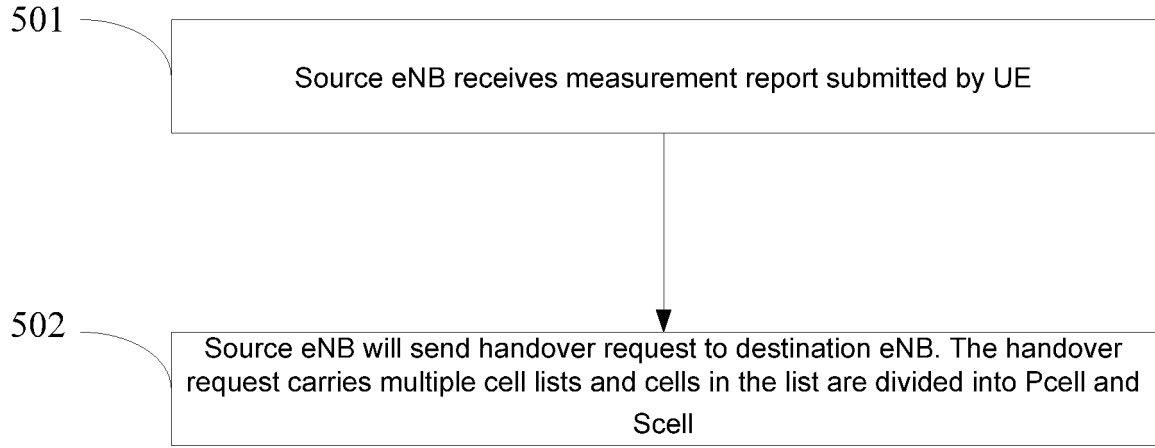 501
Source eNB receives measurement report submitted by UE
502
Source eNB will send handover request to destination eNB. The handover
request carries multiple cell lists and cells in the list are divided into Pcell and
Scell